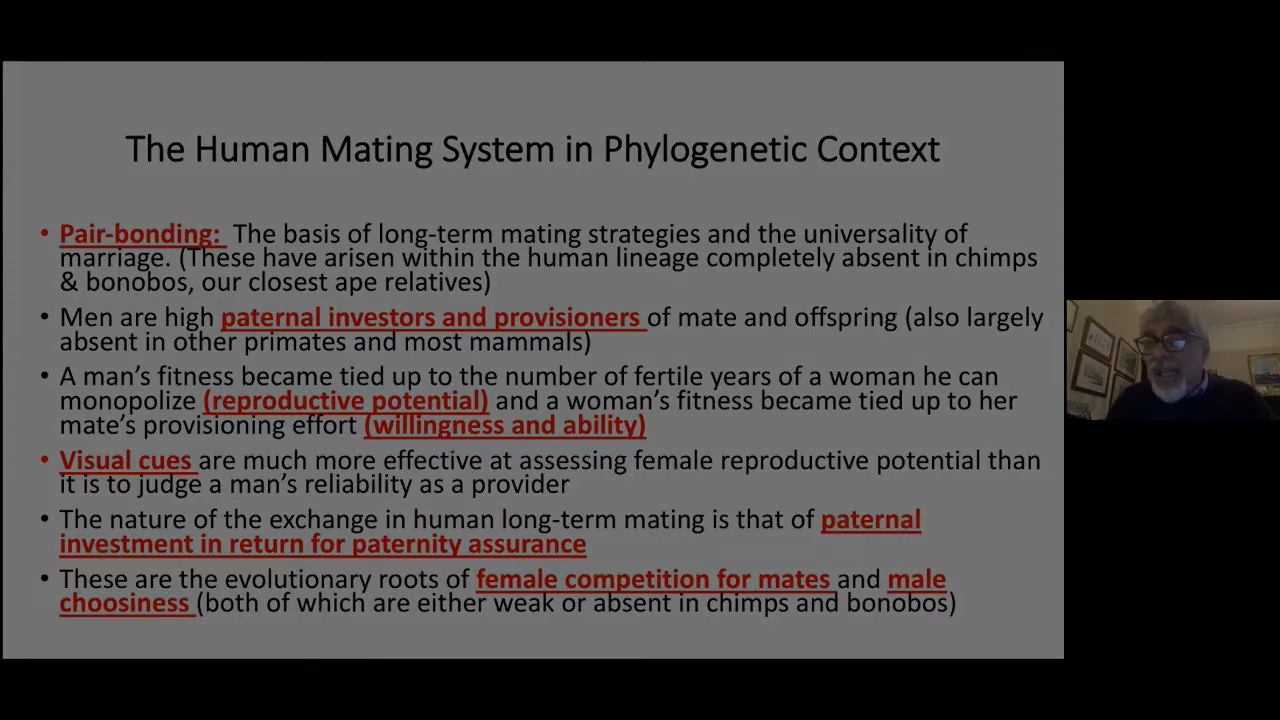 The Human Mating System in Phylogenetic Context
• Pair-bonding: The basis of long-term mating strategies and the universality of
marriage. (These have arisen within the human lineage completely absent in chimps
& bonobos, our closest ape relatives)
• Men are high paternal investors and provisioners of mate and offspring (also largely
absent in other primates and most mammals)
• A man's fitness became tied up to the number of fertile years of a woman he can
monopolize (reproductive potential) and a woman's fitness became tied up to her
mate's provisioning effort (willingness and ability)
• Visual cues are much more effective at assessing female reproductive potential than
it is to judge a man's reliability as a provider
• The nature of the exchange in human long-term mating is that of paternal
investment in return for paternity assurance
• These are the evolutionary roots of female competition for mates and male
choosiness (both of which are either weak or absent in chimps and bonobos)